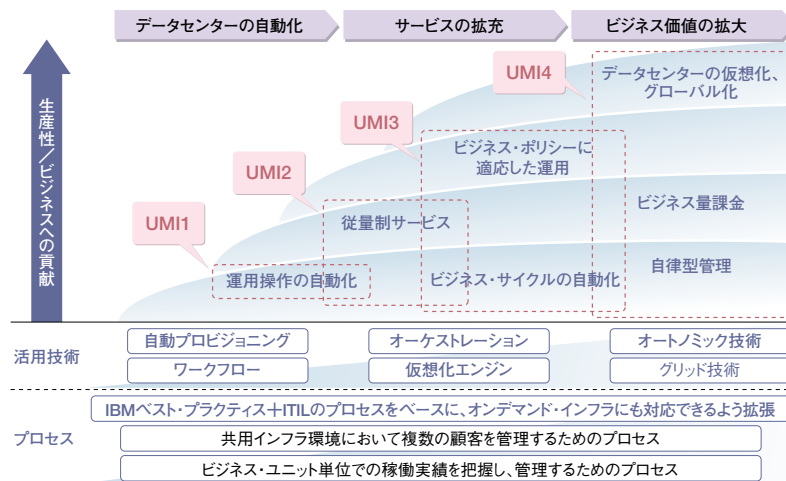 データセンターの自動化
サービスの拡充
ビジネス価値の拡大
生産性/ビジネスへの貢献
UMI4
データセンターの仮想化、
グローバル化
UMI3
ビジネス・ポリシーに
適応した運用
UMI2
ビジネス量課金
従量制サービス
UMI1
自律型管理
運用操作の自動化
ビジネス・サイクルの自動化
活用技術
自動プロビジョニング
オーケストレーション
オートノミック技術
ワークフロー
仮想化エンジン
グリッド技術
プロセス
IBMベスト・プラクティス+ITILのプロセスをベースに、オンデマンド・インフラにも対応できるよう拡張
共用インフラ環境において複数の顧客を管理するためのプロセス
ビジネス・ユニット単位での稼働実績を把握し、管理するためのプロセス